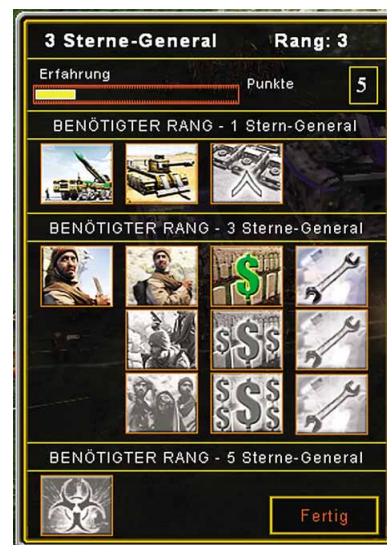 3 Sterne-General Rang: 3
Erfahrung
Punkte 5
BENÖTIGTER RANG - 1 Stern-General
BENÖTIGTER RANG - 3 Sterne-General
$
$$$
$$
$$$
BENÖTIGTER RANG - 5 Sterne-General
Fertig